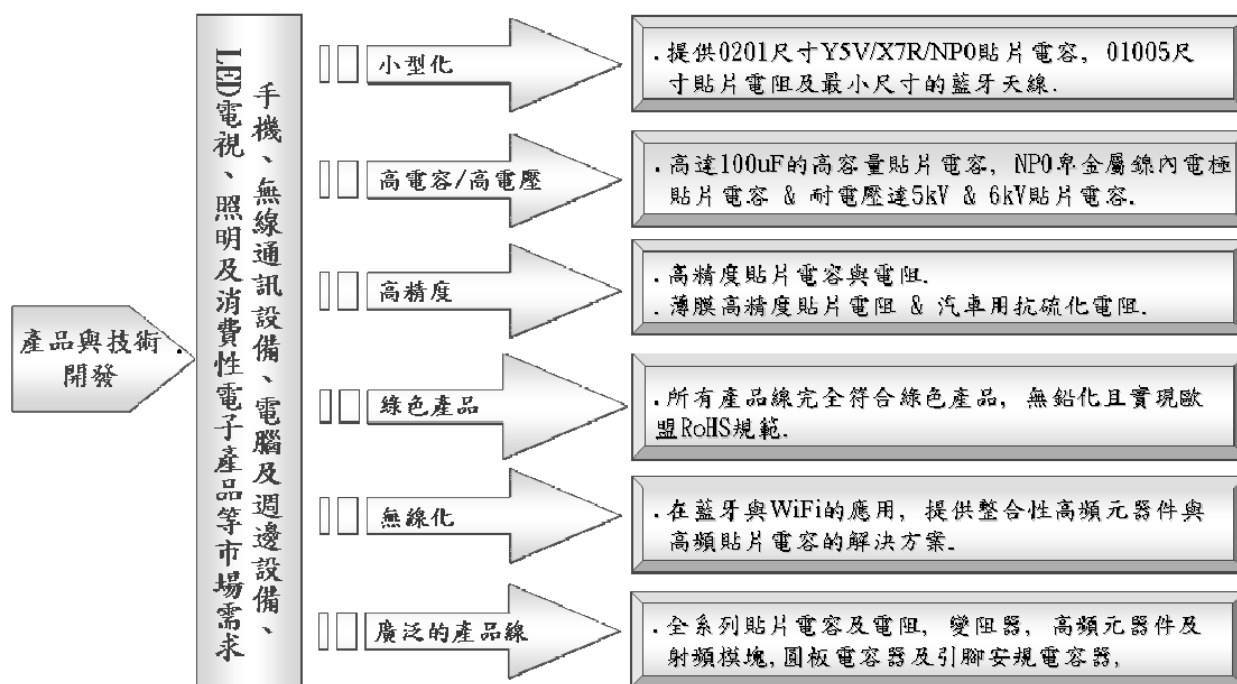 產品與技術.
開發
手機、無線通訊設備、電腦及週邊設備、
LED電視、照明及消費性電子產品等市場需求
小型化
.提供0201尺寸Y5V/X7R/NPO貼片電容, 01005尺
寸貼片電阻及最小尺寸的藍牙天線.
高電容/高電壓
.高達100uF的高容量貼片電容, NPO卑金屬鎳內電極
貼片電容 & 耐電壓達5kV & 6kV貼片電容.
高精度
.高精度貼片電容與電阻.
.薄膜高精度貼片電阻 & 汽車用抗硫化電阻.
綠色產品
.所有產品線完全符合綠色產品, 無鉛化且實現歐
盟RoHS規範.
無線化
.在藍牙與WiFi的應用, 提供整合性高頻元器件與
高頻貼片電容的解決方案.
廣泛的產品線
.全系列貼片電容及電阻, 變阻器, 高頻元器件及
射頻模塊,圓板電容器及引腳安規電容器,